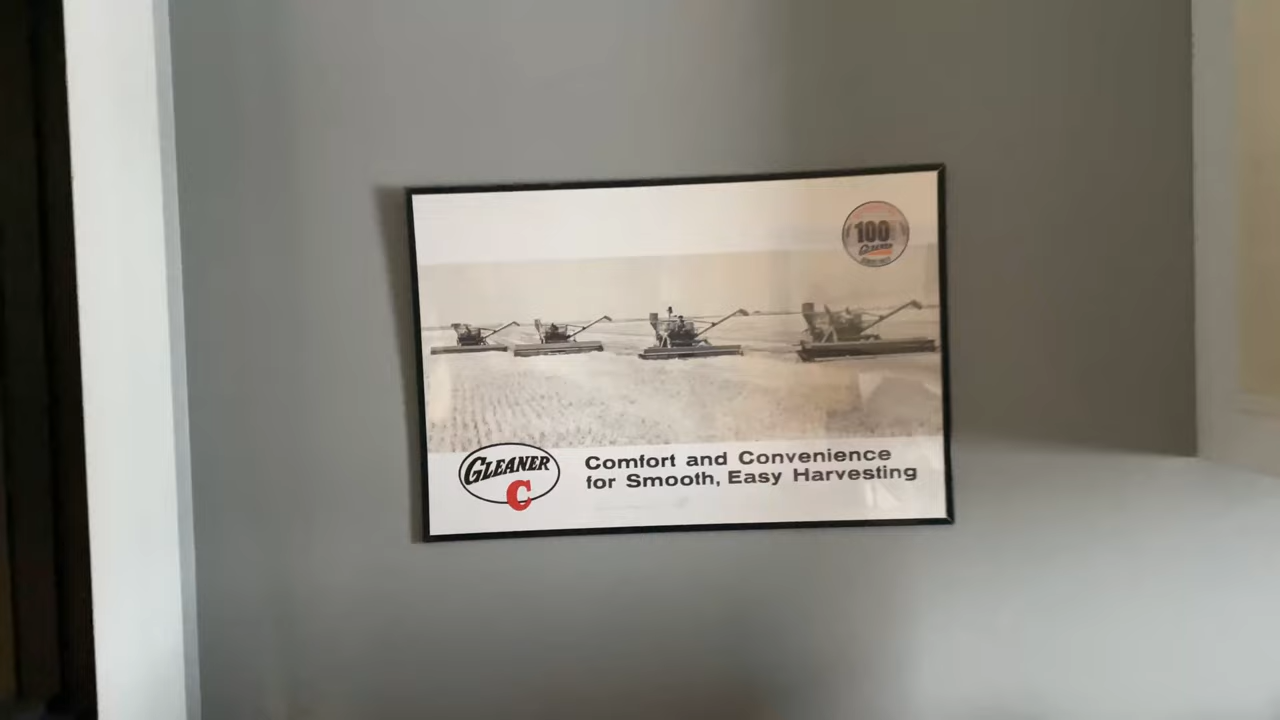 100
GLEANER
GLEANER
C
Comfort and Convenience
for Smooth, Easy Harvesting